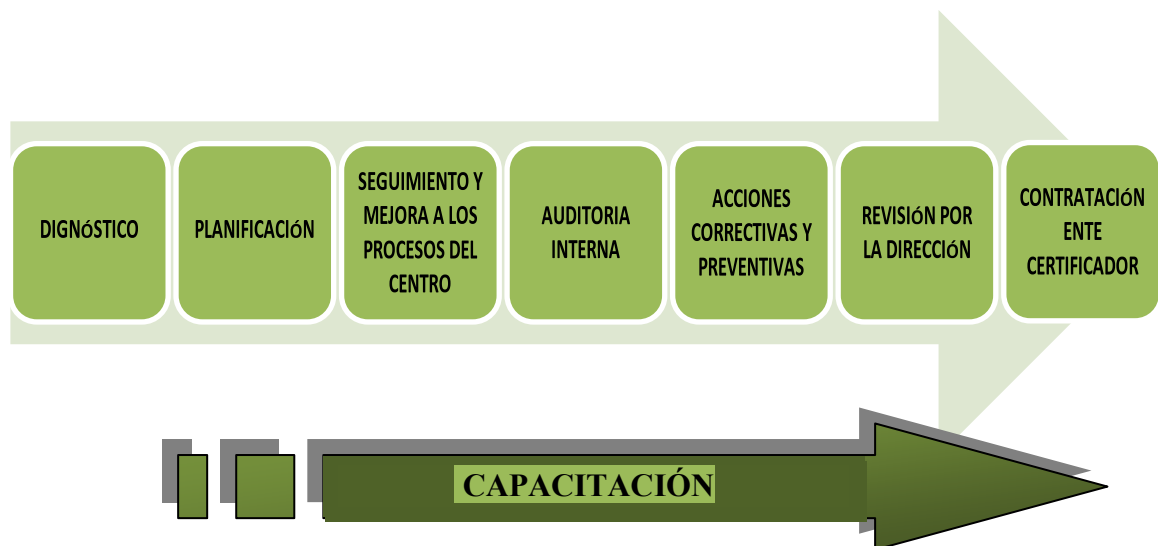 DIGNóSTICO
PLANIFICACIóN
SEGUIMIENTO Y
MEJORA A LOS
PROCESOS DEL
CENTRO
AUDITORIA
INTERNA
ACCIONES
CORRECTIVAS Y
PREVENTIVAS
REVISIóN POR
LA DIRECCIóN
CONTRATACIóN
ENTE
CERTIFICADOR
CAPACITACIÓN